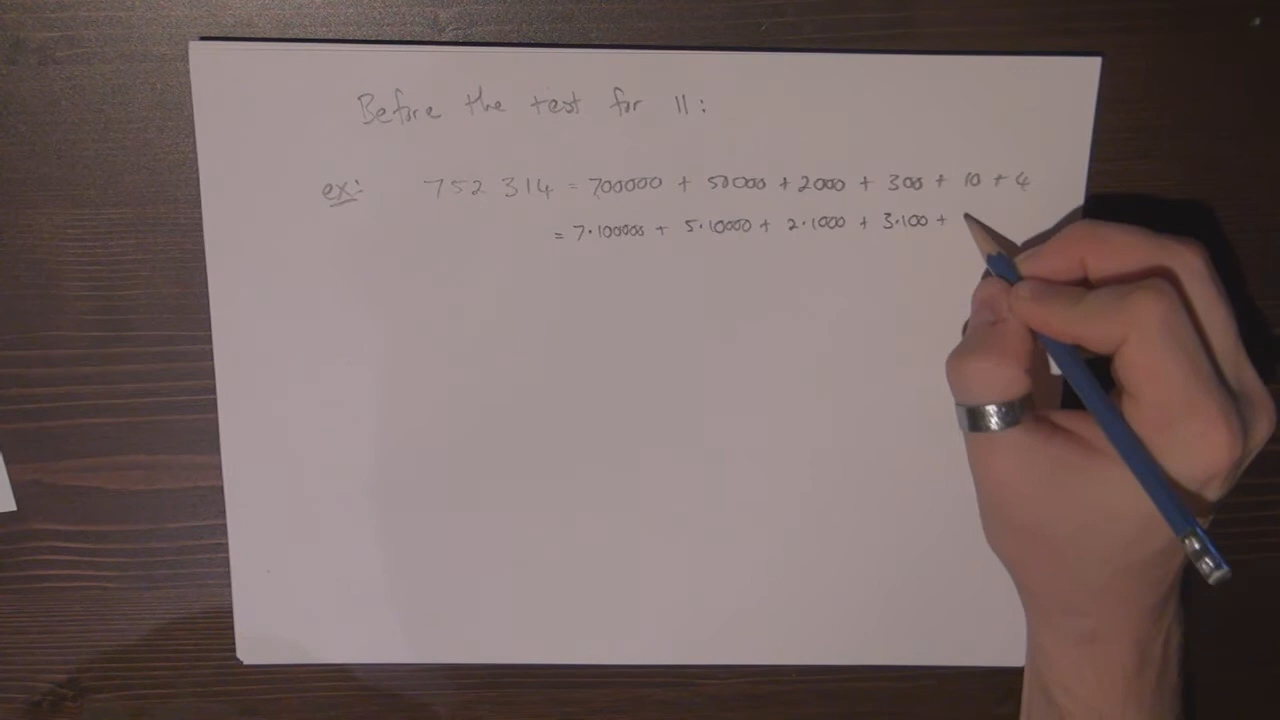 Before the test for 11:
ex: 752 314 = 700000 + 50000 + 2000 + 300 + 10 + 4
= 7·100000 + 5·10000 + 2·1000 + 3·100 +